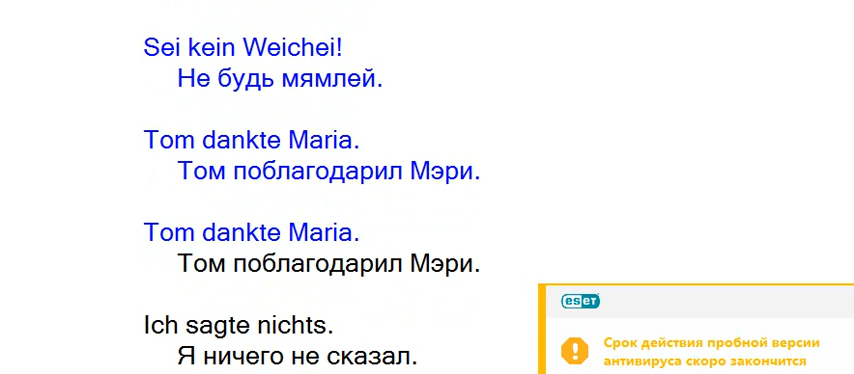 Sei kein Weichei!
Не будь мямлей.
Tom dankte Maria.
Том поблагодарил Мэри.
Tom dankte Maria.
Том поблагодарил Мэри.
Ich sagte nichts.
Я ничего не сказал.
eseT
Срок действия пробной версии
антивируса скоро закончится